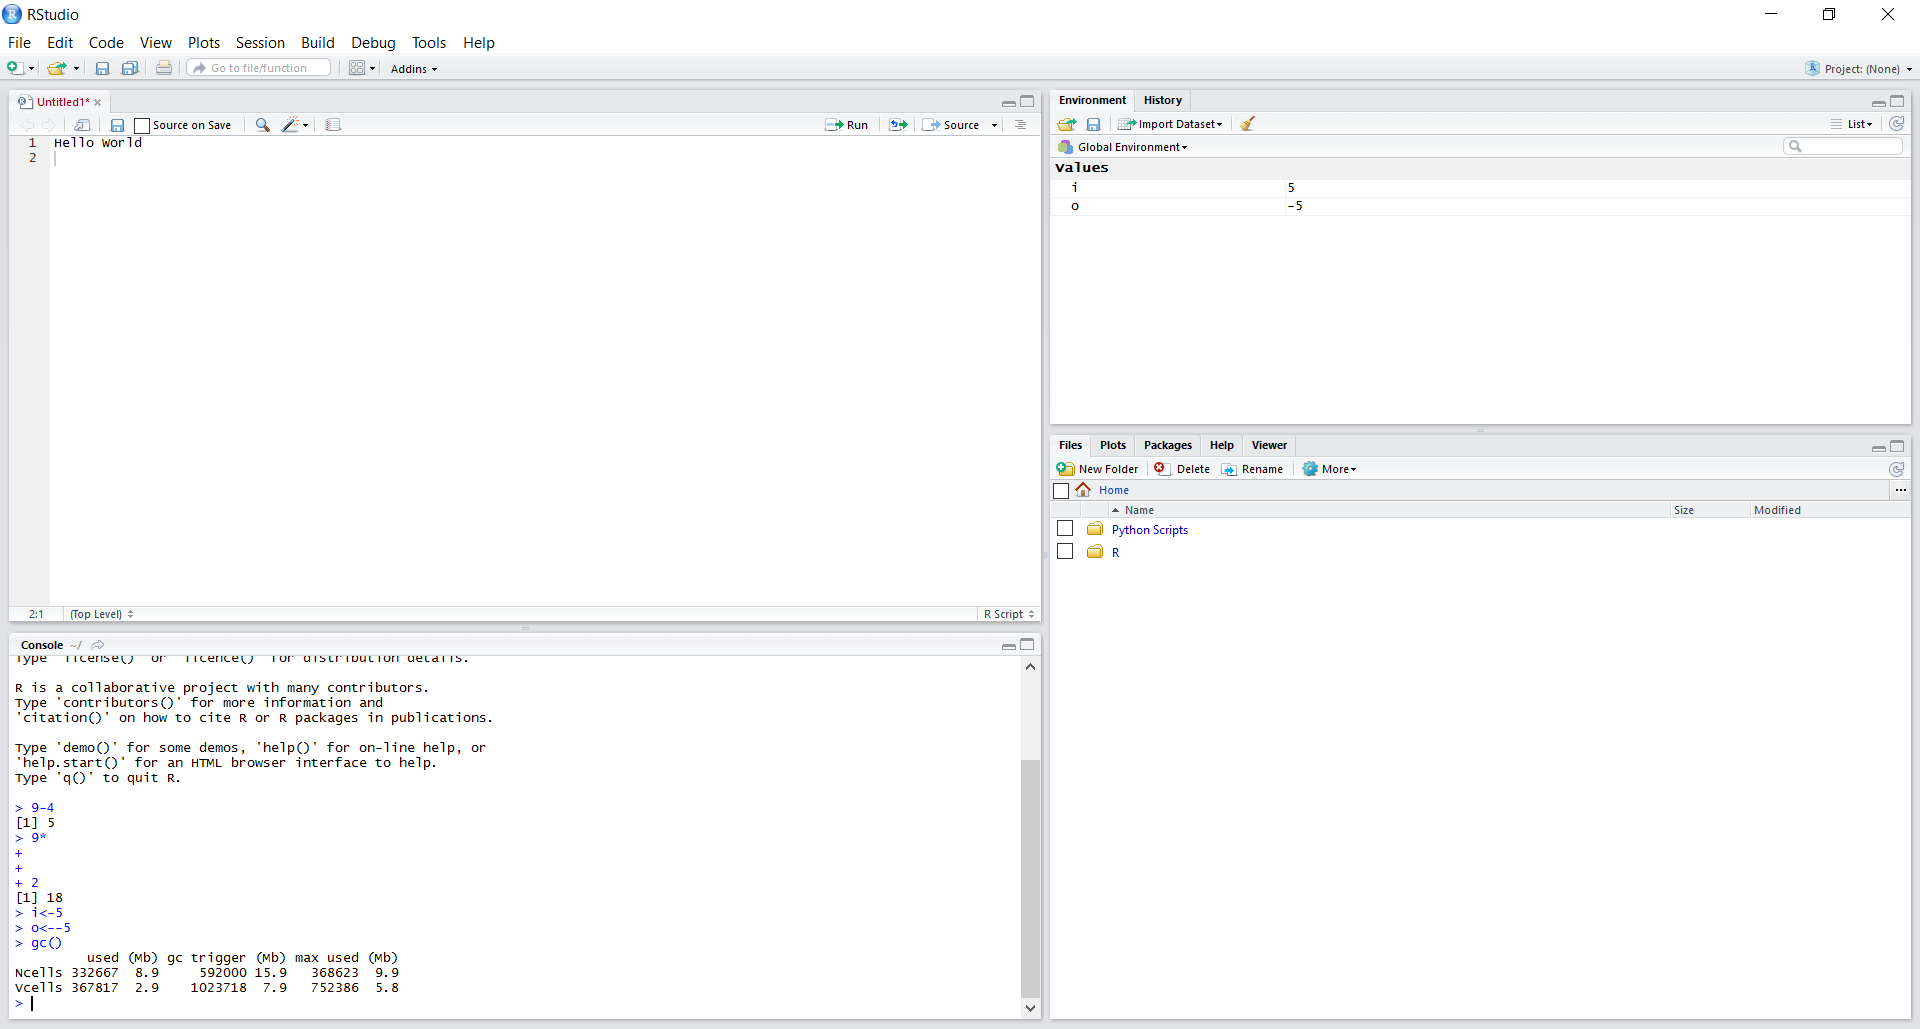 RStudio
File Edit Code View Plots Session Build Debug Tools Help
Go to file/function Addins Project: (None)
Untitled1*
Source on Save Run Source
1 Hello World
2
2:1 (Top Level) R Script
Console ~/
Type 'license()' or 'licence()' for distribution details.
R is a collaborative project with many contributors.
Type 'contributors()' for more information and
'citation()' on how to cite R or R packages in publications.
Type 'demo()' for some demos, 'help()' for on-line help, or
'help.start()' for an HTML browser interface to help.
Type 'q()' to quit R.
> 9-4
[1] 5
> 9*
+
+
+ 2
[1] 18
> i<-5
> o<--5
> gc()
used (Mb) gc trigger (Mb) max used (Mb)
Ncells 332667 8.9 592000 15.9 368623 9.9
Vcells 367817 2.9 1023718 7.9 752386 5.8
>
Environment History
Import Dataset List
Global Environment
Values
i 5
o -5
Files Plots Packages Help Viewer
New Folder Delete Rename More
Home ...
Name Size Modified
Python Scripts
R